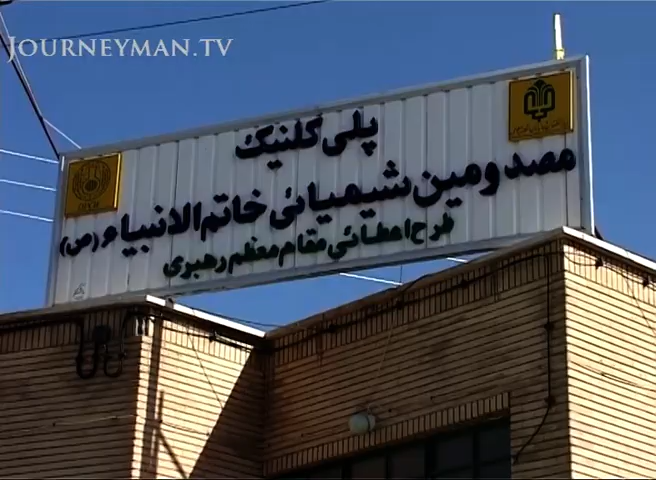 JOURNEYMAN.TV
پلی کلنیک
مصدومین شیمیائی خاتم الانبیاء (ص)
طرح اعطائی مقام معظم رهبری